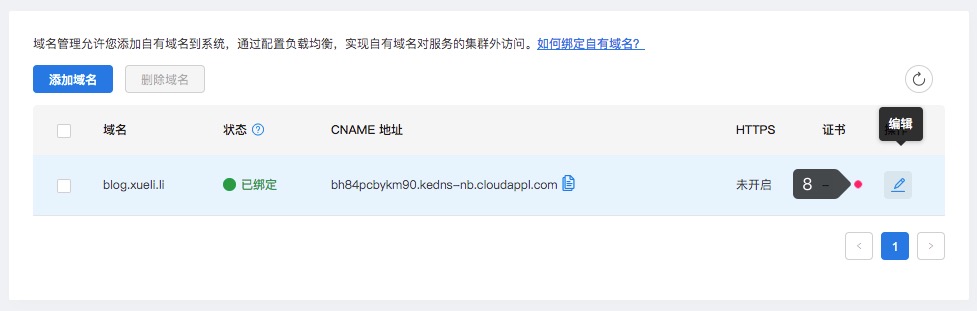 域名管理允许您添加自有域名到系统，通过配置负载均衡，实现自有域名对服务的集群外访问。如何绑定自有域名？
添加域名 删除域名
编辑
域名 状态 CNAME 地址 HTTPS 证书
blog.xueli.li 已绑定 bh84pcbykm90.kedns-nb.cloudappl.com 未开启 8 –
< 1 >